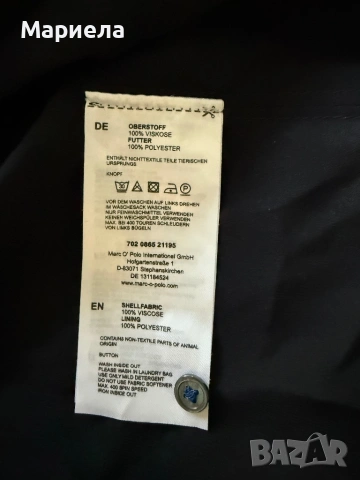 Мариела
DE
OBERSTOFF
100% VISKOSE
FUTTER
100% POLYESTER
ENTHÄLT NICHTTEXTILE TEILE TIERISCHEN
URSPRUNGS
KNOPF
VOR DEM WASCHEN AUF LINKS DREHEN
IM WÄSCHESACK WASCHEN
NUR FEINWASCHMITTEL VERWENDEN
KEINEN WEICHSPÜLER VERWENDEN
MAX. BEI 400 TOUREN SCHLEUDERN
VON LINKS BÜGELN
702 0865 21195
Marc O' Polo International GmbH
Hofgartenstraße 1
D-83071 Stephanskirchen
DE 131184524
www.marc-o-polo.com
EN
SHELLFABRIC
100% VISCOSE
LINING
100% POLYESTER
CONTAINS NON-TEXTILE PARTS OF ANIMAL
ORIGIN
BUTTON
WASH INSIDE OUT
PLEASE WASH IN LAUNDRY BAG
USE ONLY MILD DETERGENT
DO NOT USE FABRIC SOFTENER
MAX. 400 SPIN SPEED
IRON INSIDE OUT
BAZAR